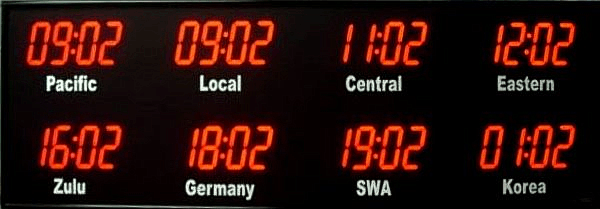 09:02 09:02 11:02 12:02
Pacific Local Central Eastern
16:02 18:02 19:02 01:02
Zulu Germany SWA Korea